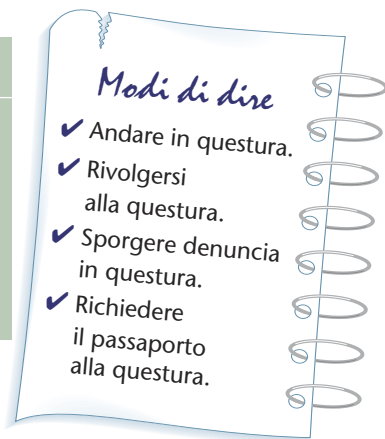 Modi di dire
✔ Andare in questura.
✔ Rivolgersi
alla questura.
✔ Sporgere denuncia
in questura.
✔ Richiedere
il passaporto
alla questura.